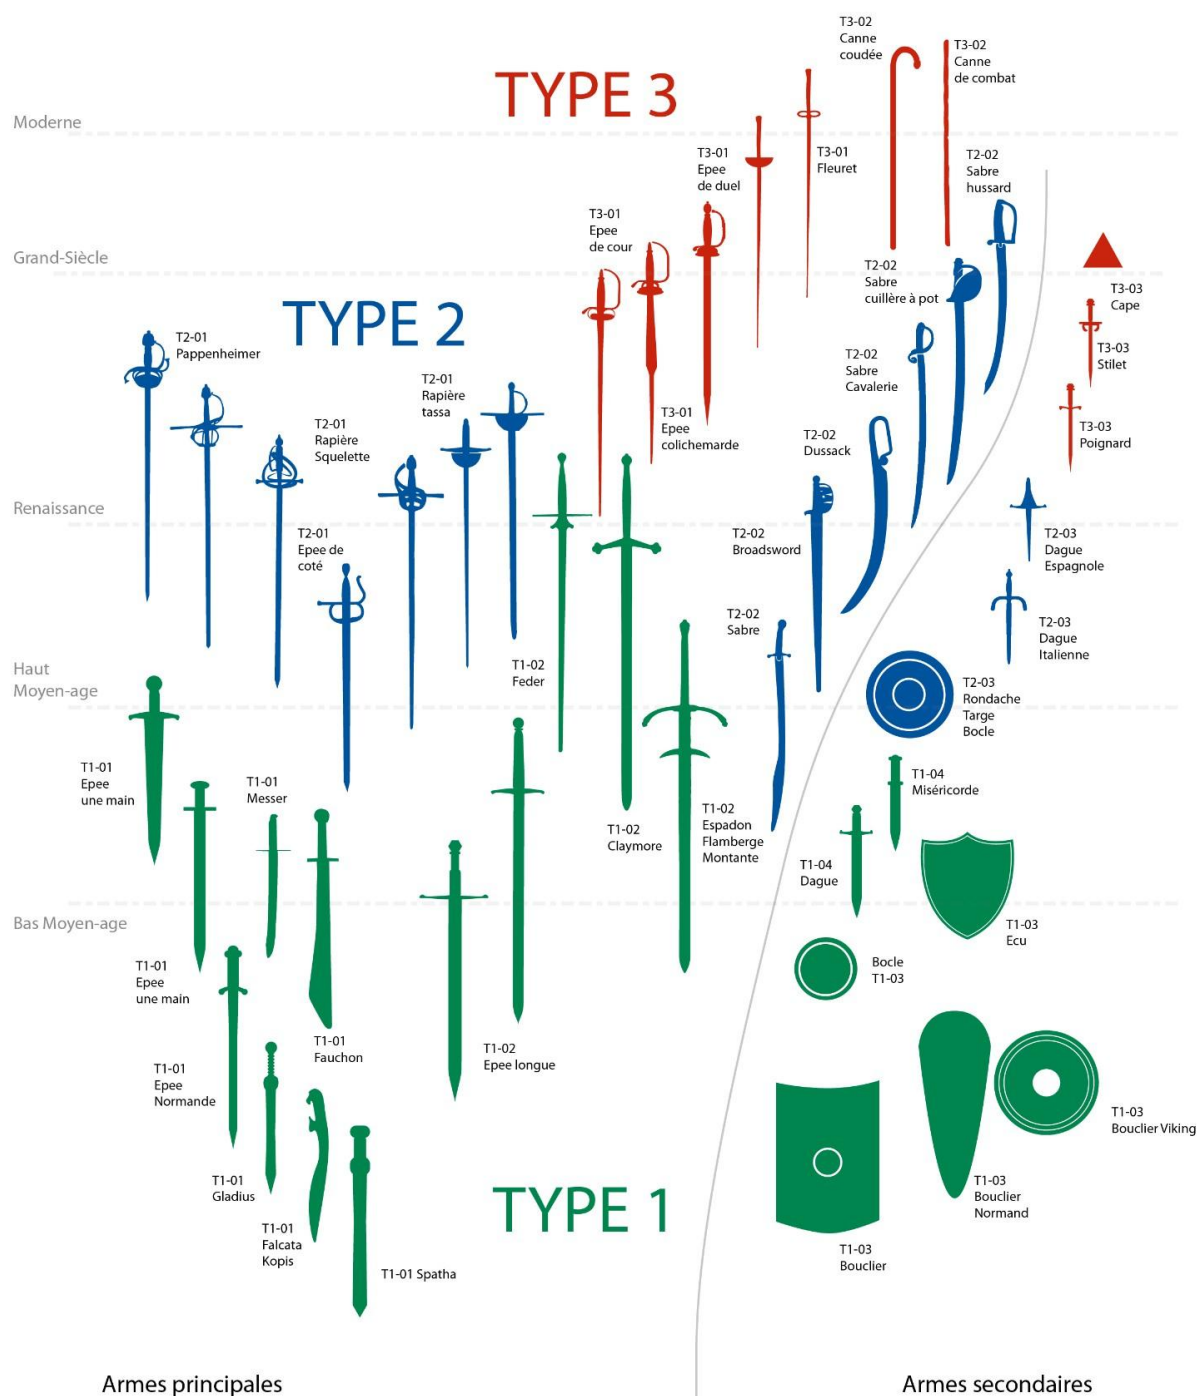 T3-02
Canne
coudée
T3-02
Canne
de combat
TYPE 3
Moderne
T3-01
Epee
de duel
T3-01
Fleuret
T2-02
Sabre
hussard
T3-01
Epee
de cour
Grand-Siècle
T2-02
Sabre
cuillère à pot
T3-03
Cape
TYPE 2
T2-01
Pappenheimer
T3-03
Stilet
T2-02
Sabre
Cavalerie
T2-01
Rapière
tassa
T3-01
Epee
colichemarde
T3-03
Poignard
T2-01
Rapière
Squelette
T2-02
Dussack
Renaissance
T2-01
Epee de
coté
T2-02
Broadsword
T2-03
Dague
Espagnole
T2-02
Sabre
T2-03
Dague
Italienne
Haut
Moyen-age
T1-02
Feder
T2-03
Rondache
Targe
Bocle
T1-01
Epee
une main
T1-01
Messer
T1-04
Miséricorde
T1-02
Claymore
T1-02
Espadon
Flamberge
Montante
T1-04
Dague
Bas Moyen-age
T1-03
Ecu
T1-01
Epee
une main
Bocle
T1-03
T1-01
Fauchon
T1-02
Epee longue
T1-01
Epee
Normande
T1-03
Bouclier Viking
T1-01
Gladius
TYPE 1
T1-03
Bouclier
Normand
T1-01
Falcata
Kopis
T1-03
Bouclier
T1-01 Spatha
Armes principales
Armes secondaires